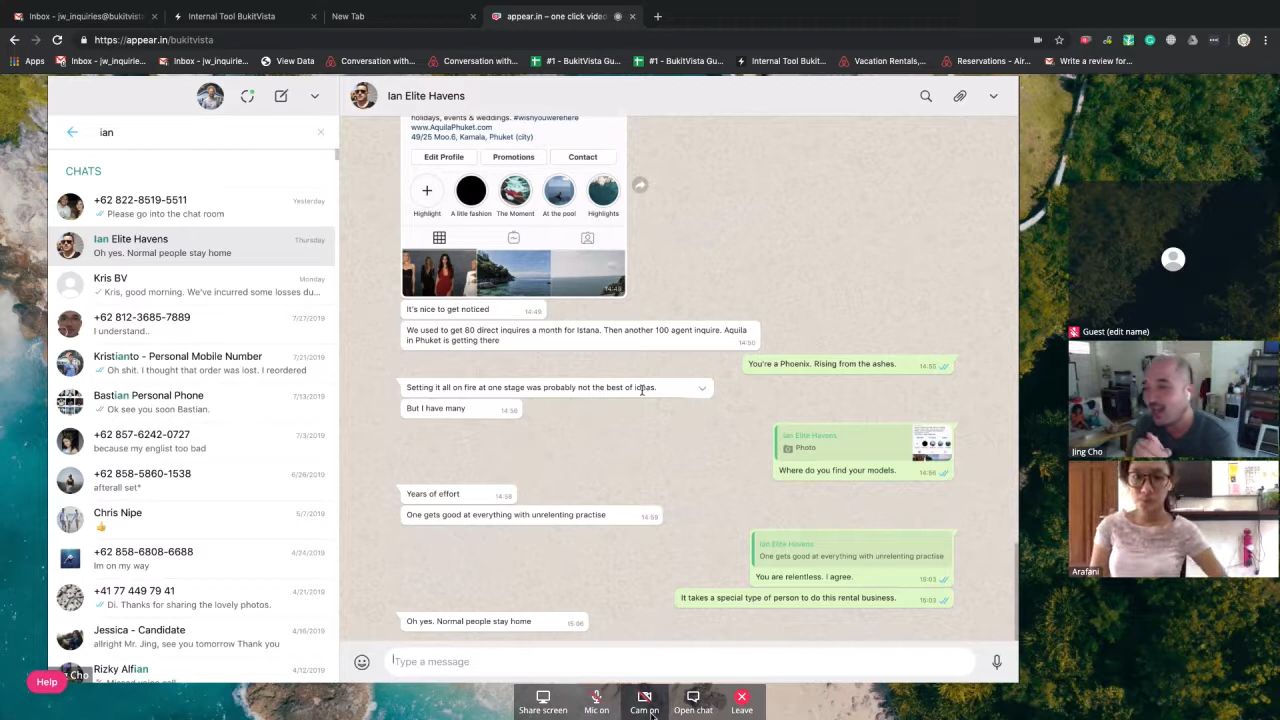 Inbox - jw_inquiries@bukitvista
Internal Tool BukitVista
New Tab
appear.in – one click video
https://appear.in/bukitvista
Apps
Inbox - jw_inquirie...
Inbox - jw_inquirie...
View Data
Conversation with...
Conversation with...
#1 - BukitVista Gu...
#1 - BukitVista Gu...
Internal Tool Bukit...
Vacation Rentals,...
Reservations - Air...
Write a review for...
ian
CHATS
+62 822-8519-5511
Yesterday
Please go into the chat room
Ian Elite Havens
Thursday
Oh yes. Normal people stay home
Kris BV
Monday
Kris, good morning. We've incurred some losses du...
+62 812-3685-7889
7/27/2019
I understand..
Kristianto - Personal Mobile Number
7/21/2019
Oh shit. I thought that order was lost. I reordered
Bastian Personal Phone
7/13/2019
Ok see you soon Bastian.
+62 857-6242-0727
7/3/2019
because my englist too bad
+62 858-5860-1538
6/26/2019
afterall set*
Chris Nipe
5/7/2019
+62 858-6808-6688
4/24/2019
Im on my way
+41 77 449 79 41
4/21/2019
Di. Thanks for sharing the lovely photos.
Jessica - Candidate
4/16/2019
allright Mr. Jing, see you tomorrow Thank you
Rizky Alfian
4/12/2019
Help
Cho
Ian Elite Havens
holidays, events & weddings. #wishyouwerehere
www.AquilaPhuket.com
49/25 Moo.6, Kamala, Phuket (city)
Edit Profile
Promotions
Contact
Highlight
A litle fashion
The Moment
At the pool
Highlights
14:49
It's nice to get noticed
14:49
We used to get 80 direct inquires a month for Istana. Then another 100 agent inquire. Aquila
in Phuket is getting there
14:50
You're a Phoenix. Rising from the ashes.
14:55
Setting it all on fire at one stage was probably not the best of ideas.
But I have many
14:56
Ian Elite Havens
Photo
Where do you find your models.
14:56
Years of effort
14:58
One gets good at everything with unrelenting practise
14:59
Ian Elite Havens
One gets good at everything with unrelenting practise
You are relentless. I agree.
15:03
It takes a special type of person to do this rental business.
15:03
Oh yes. Normal people stay home
15:06
Type a message
Guest (edit name)
Jing Cho
Arafani
Share screen
Mic on
Cam on
Open chat
Leave